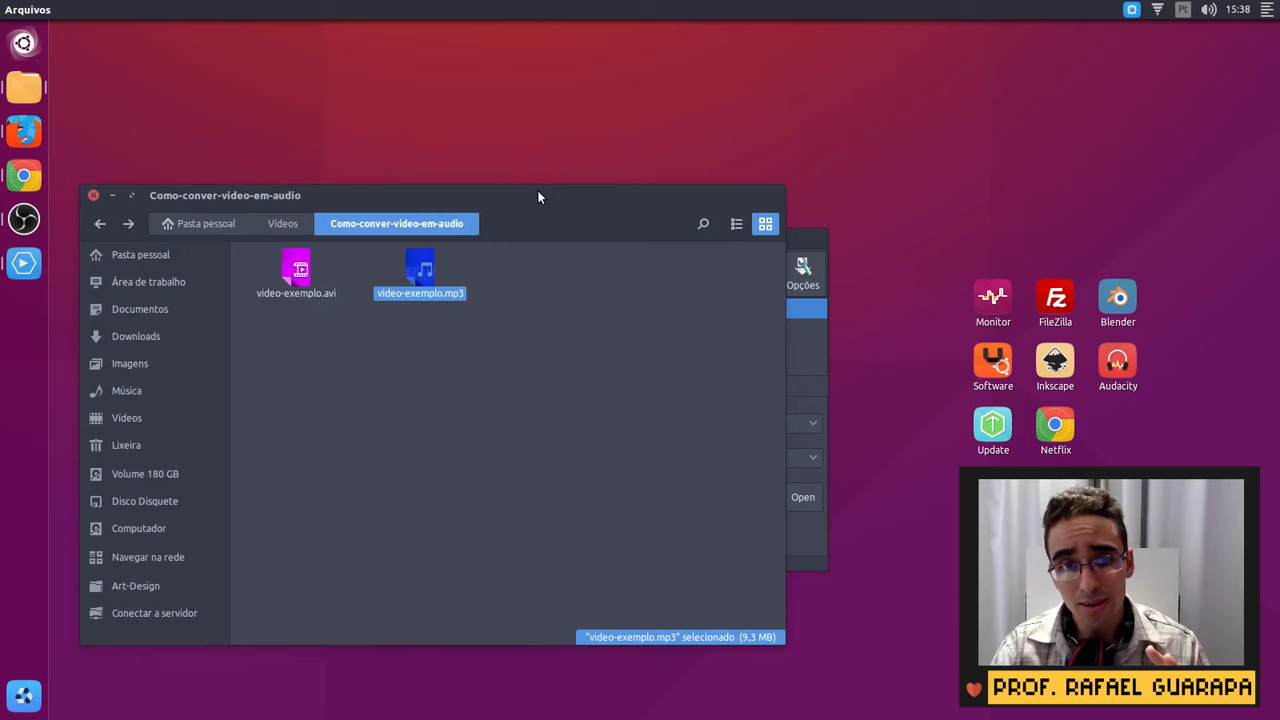 Arquivos
Pt
15:38
Como-conver-video-em-audio
Pasta pessoal
Vídeos
Como-conver-video-em-audio
Pasta pessoal
Área de trabalho
Documentos
Downloads
Imagens
Música
Vídeos
Lixeira
Volume 180 GB
Disco Disquete
Computador
Navegar na rede
Art-Design
Conectar a servidor
video-exemplo.avi
video-exemplo.mp3
"video-exemplo.mp3" selecionado (9,3 MB)
Opções
Open
Monitor
FileZilla
Blender
Software
Inkscape
Audacity
Update
Netflix
PROF. RAFAEL GUARAPA